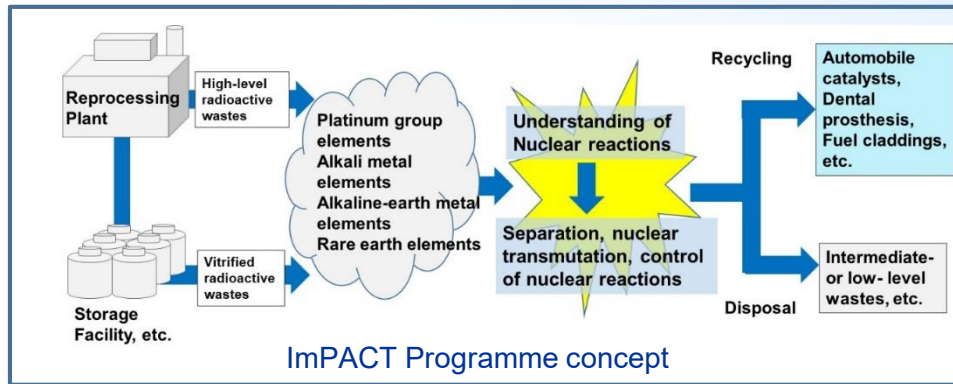 Reprocessing
Plant
High-level
radioactive
wastes
Storage
Facility, etc.
Vitrified
radioactive
wastes
Platinum group
elements
Alkali metal
elements
Alkaline-earth metal
elements
Rare earth elements
Understanding of
Nuclear reactions
Separation, nuclear
transmutation, control
of nuclear reactions
Recycling
Automobile
catalysts,
Dental
prosthesis,
Fuel claddings,
etc.
Disposal
Intermediate-
or low- level
wastes, etc.
ImPACT Programme concept